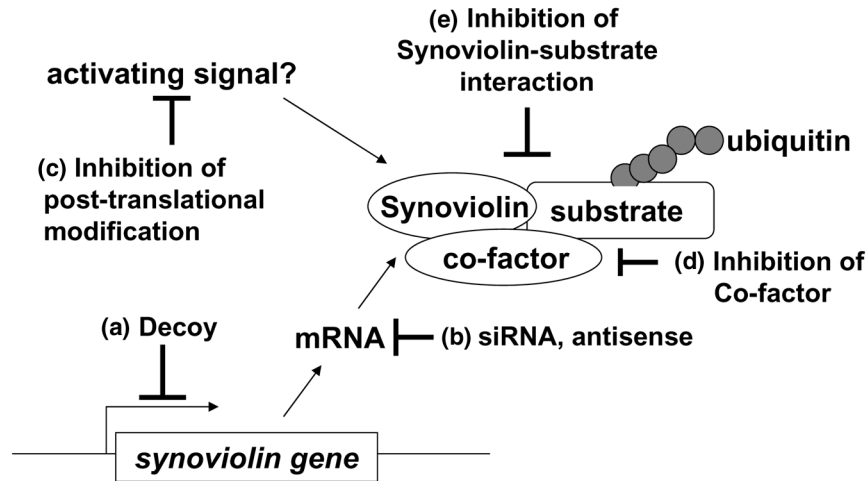 (e) Inhibition of
Synoviolin-substrate
interaction
activating signal?
(c) Inhibition of
post-translational
modification
ubiquitin
Synoviolin
substrate
co-factor
(d) Inhibition of
Co-factor
(a) Decoy
mRNA
(b) siRNA, antisense
synoviolin gene